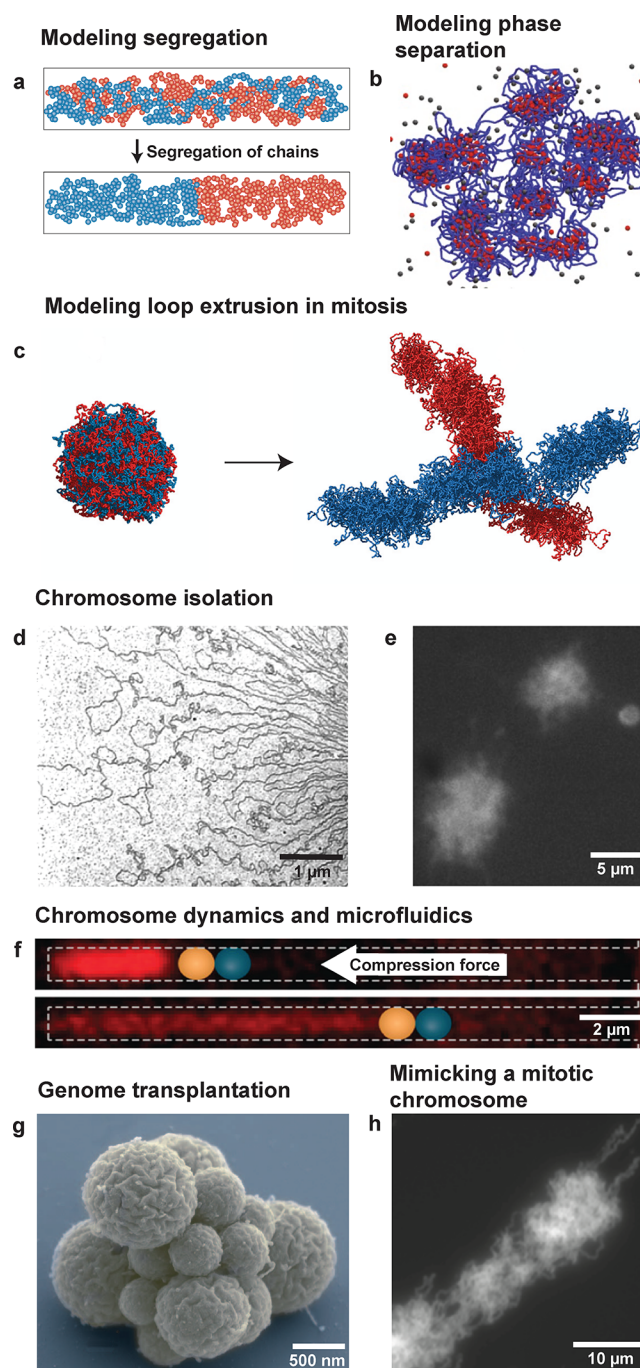 Modeling segregation
Modeling phase
separation
a
b
Segregation of chains
Modeling loop extrusion in mitosis
c
Chromosome isolation
d
e
1 µm
5 µm
Chromosome dynamics and microfluidics
f
Compression force
2 µm
Genome transplantation
Mimicking a mitotic
chromosome
g
h
500 nm
10 µm